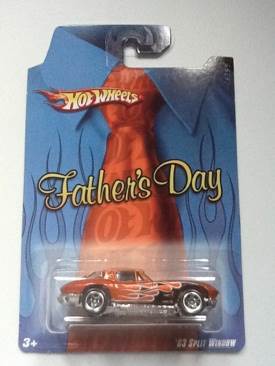 HOT WHEELS
Father's Day
3+
'63 SPLIT WINDOW